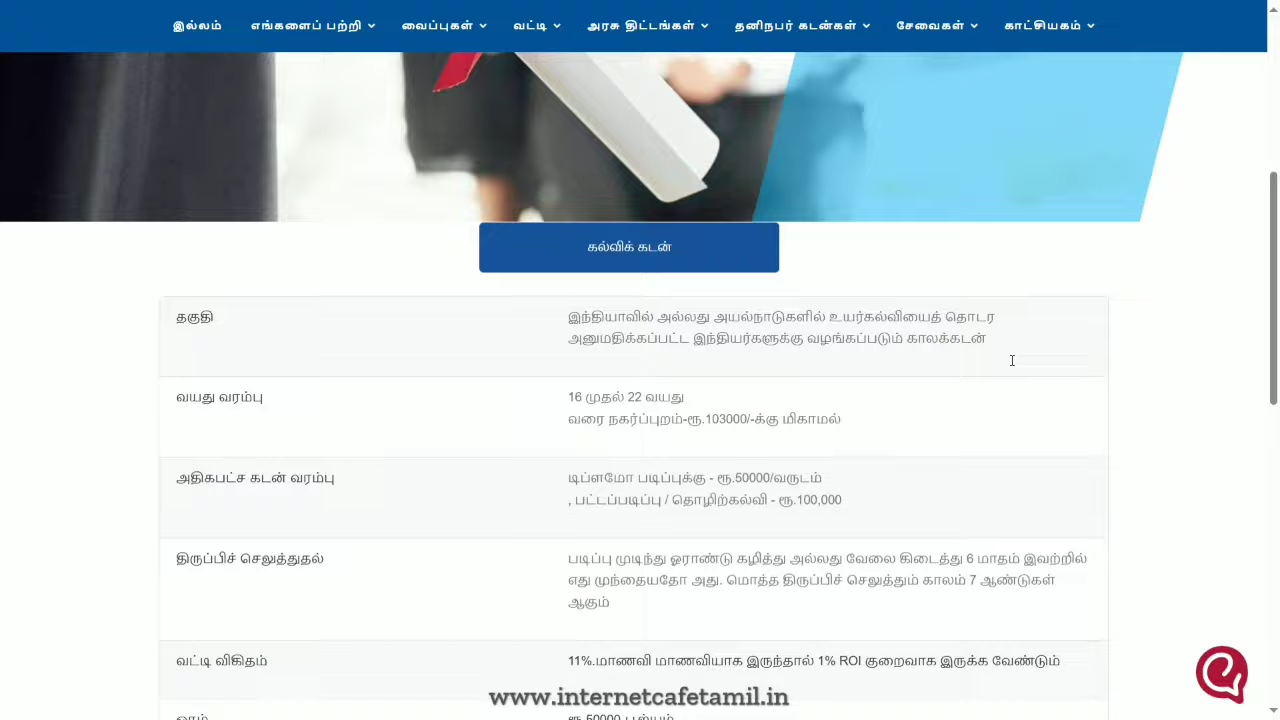 இல்லம் எங்களைப் பற்றி வைப்புகள் வட்டி அரசு திட்டங்கள் தனிநபர் கடன்கள் சேவைகள் காட்சியகம்
கல்விக் கடன்
தகுதி
இந்தியாவில் அல்லது அயல்நாடுகளில் உயர்கல்வியைத் தொடர
அனுமதிக்கப்பட்ட இந்தியர்களுக்கு வழங்கப்படும் காலக்கடன்
வயது வரம்பு
16 முதல் 22 வயது
வரை நகர்ப்புறம்-ரூ.103000/-க்கு மிகாமல்
அதிகபட்ச கடன் வரம்பு
டிப்ளமோ படிப்புக்கு - ரூ.50000/வருடம்
, பட்டப்படிப்பு / தொழிற்கல்வி - ரூ.100,000
திருப்பிச் செலுத்துதல்
படிப்பு முடிந்து ஓராண்டு கழித்து அல்லது வேலை கிடைத்து 6 மாதம் இவற்றில்
எது முந்தையதோ அது. மொத்த திருப்பிச் செலுத்தும் காலம் 7 ஆண்டுகள்
ஆகும்
வட்டி விகிதம்
11%.மாணவி மாணவியாக இருந்தால் 1% ROI குறைவாக இருக்க வேண்டும்
www.internetcafetamil.in